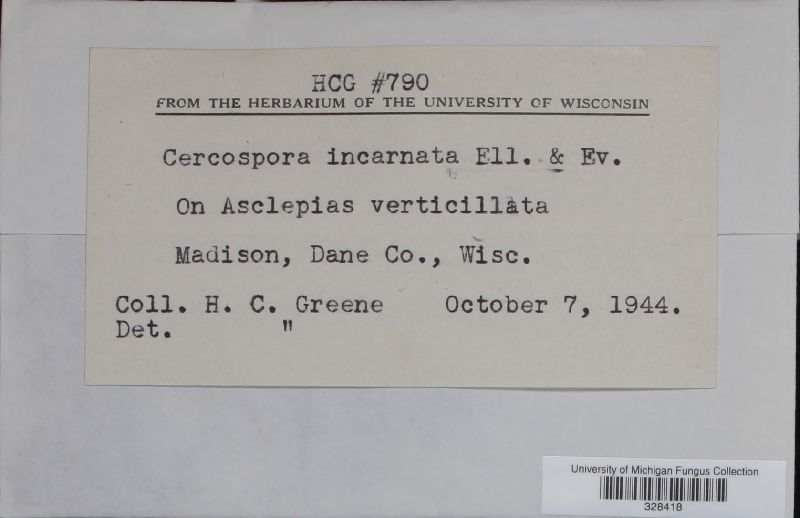 HCG #790
FROM THE HERBARIUM OF THE UNIVERSITY OF WISCONSIN
Cercospora incarnata Ell. & Ev.
On Asclepias verticillata
Madison, Dane Co., Wisc.
Coll. H. C. Greene October 7, 1944.
Det. "
University of Michigan Fungus Collection
328418